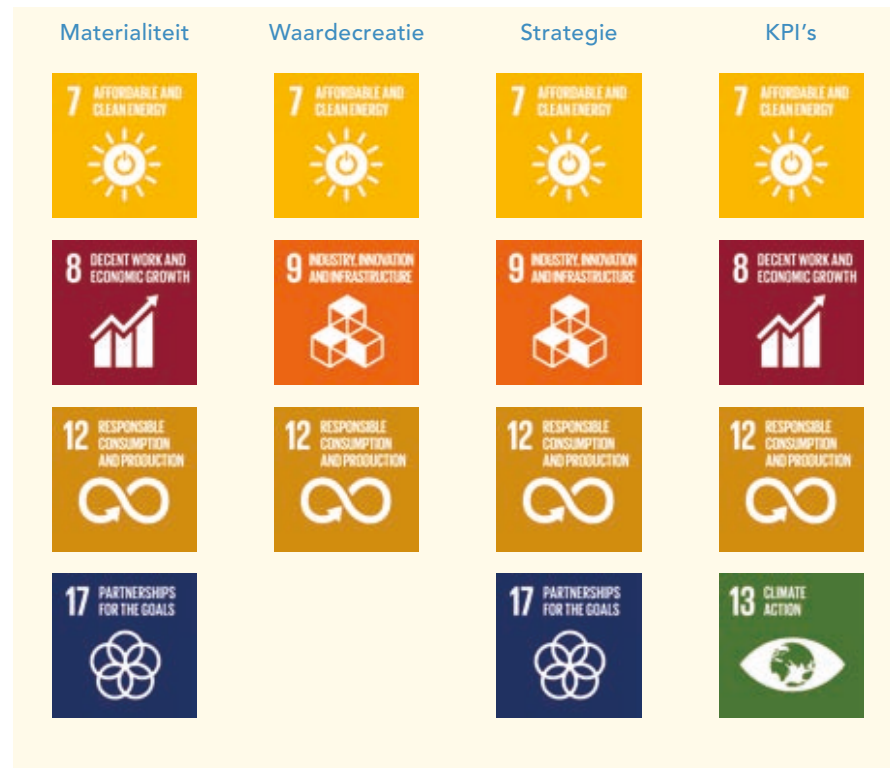 Materialiteit Waardecreatie Strategie KPI's
7 AFFORDABLE AND CLEAN ENERGY
7 AFFORDABLE AND CLEAN ENERGY
7 AFFORDABLE AND CLEAN ENERGY
7 AFFORDABLE AND CLEAN ENERGY
8 DECENT WORK AND ECONOMIC GROWTH
9 INDUSTRY, INNOVATION AND INFRASTRUCTURE
9 INDUSTRY, INNOVATION AND INFRASTRUCTURE
8 DECENT WORK AND ECONOMIC GROWTH
12 RESPONSIBLE CONSUMPTION AND PRODUCTION
12 RESPONSIBLE CONSUMPTION AND PRODUCTION
12 RESPONSIBLE CONSUMPTION AND PRODUCTION
12 RESPONSIBLE CONSUMPTION AND PRODUCTION
17 PARTNERSHIPS FOR THE GOALS
17 PARTNERSHIPS FOR THE GOALS
13 CLIMATE ACTION